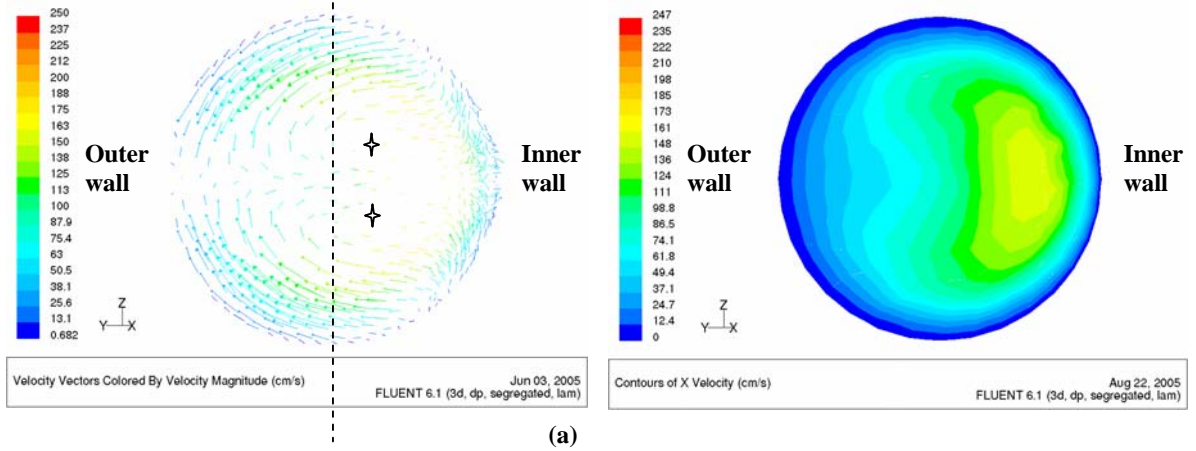 250
237
225
212
200
188
175
163
150
138
125
113
100
87.9
75.4
63
50.5
38.1
25.6
13.1
0.682
Outer
wall
Inner
wall
Z
Y X
Velocity Vectors Colored By Velocity Magnitude (cm/s)
Jun 03, 2005
FLUENT 6.1 (3d, dp, segregated, lam)
247
235
222
210
198
185
173
161
148
136
124
111
98.8
86.5
74.1
61.8
49.4
37.1
24.7
12.4
0
Outer
wall
Inner
wall
Z
Y X
Contours of X Velocity (cm/s)
Aug 22, 2005
FLUENT 6.1 (3d, dp, segregated, lam)
(a)